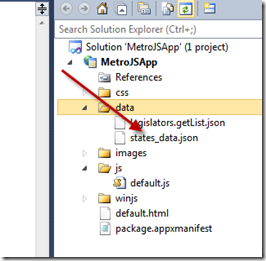 Search Solution Explorer (Ctrl+;)
Solution 'MetroJSApp' (1 project)
MetroJSApp
References
css
data
legislators.getList.json
states_data.json
images
js
default.js
winjs
default.html
package.appxmanifest